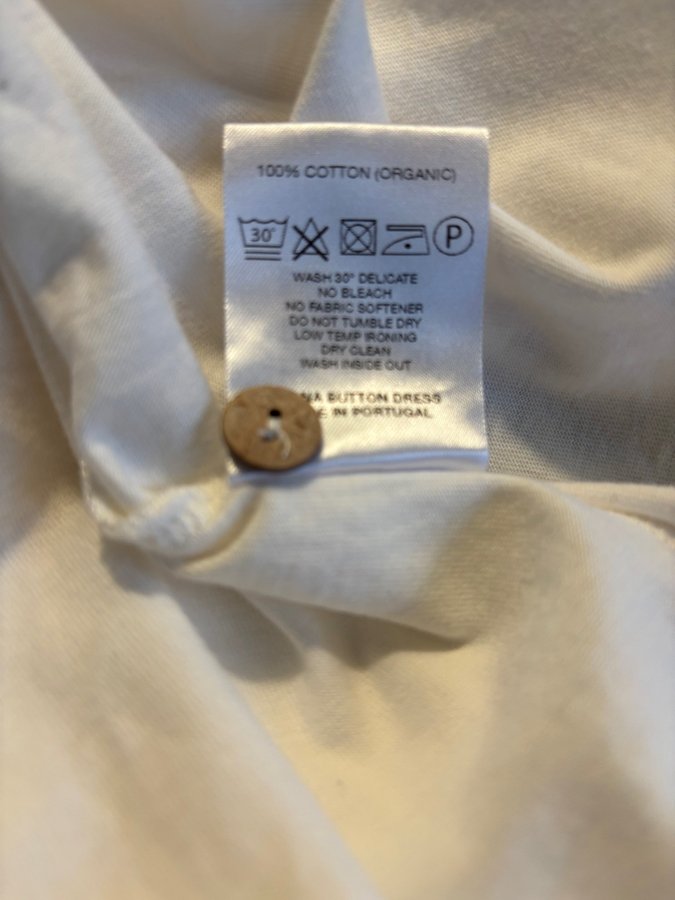 100% COTTON (ORGANIC)
30° P
WASH 30° DELICATE
NO BLEACH
NO FABRIC SOFTENER
DO NOT TUMBLE DRY
LOW TEMP IRONING
DRY CLEAN
WASH INSIDE OUT
BUTTON DRESS
IN PORTUGAL